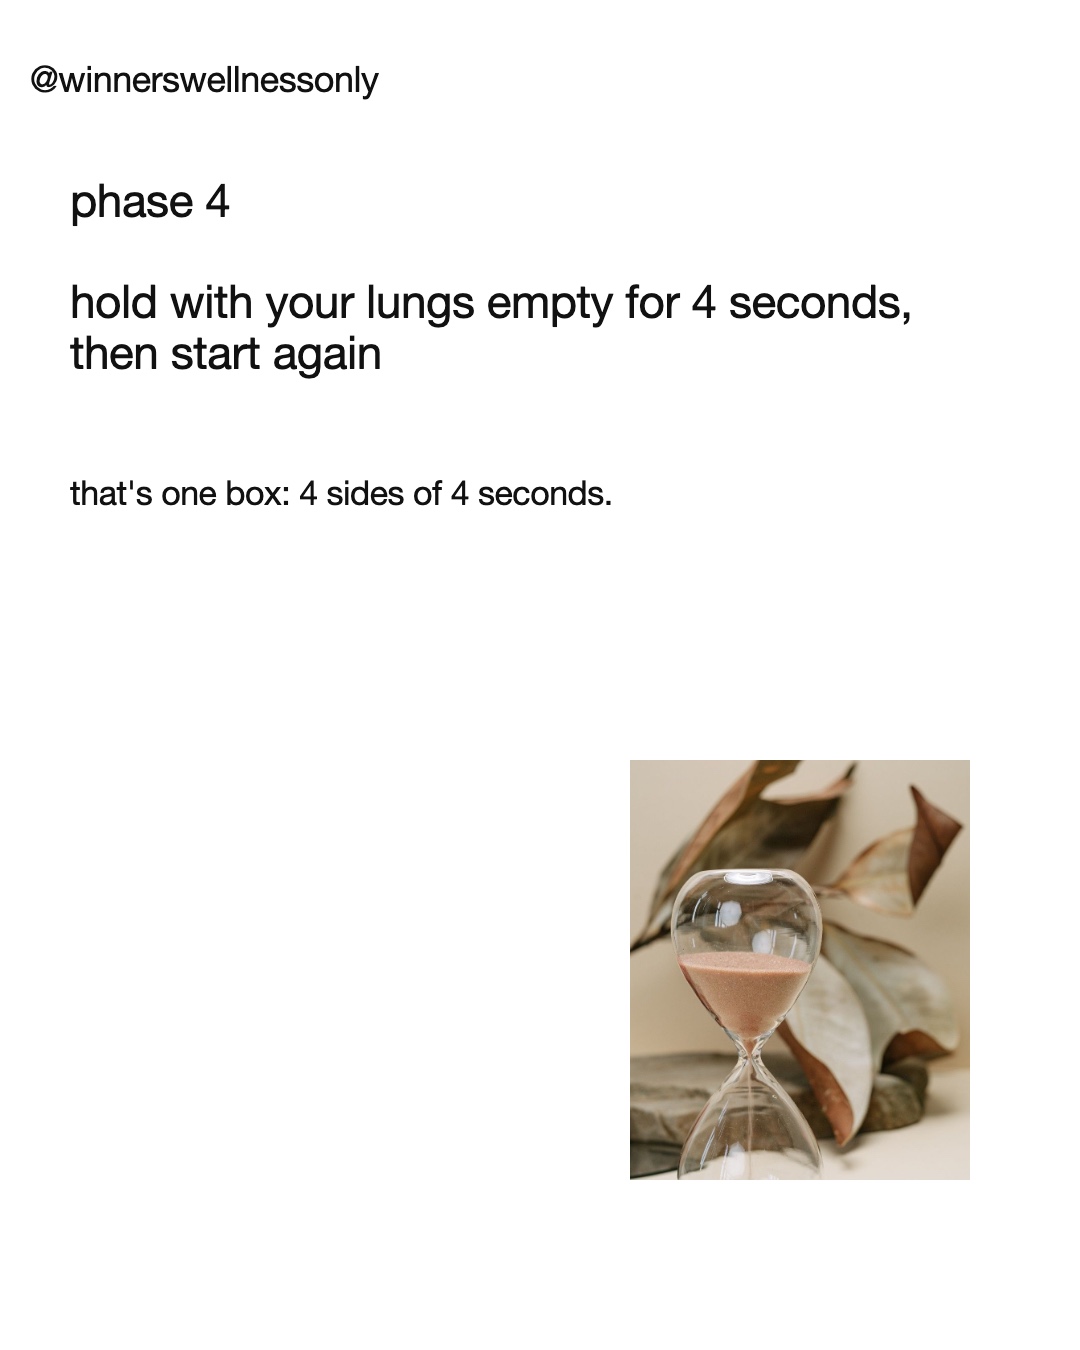 @winnerswellnessonly
phase 4
hold with your lungs empty for 4 seconds,
then start again
that's one box: 4 sides of 4 seconds.